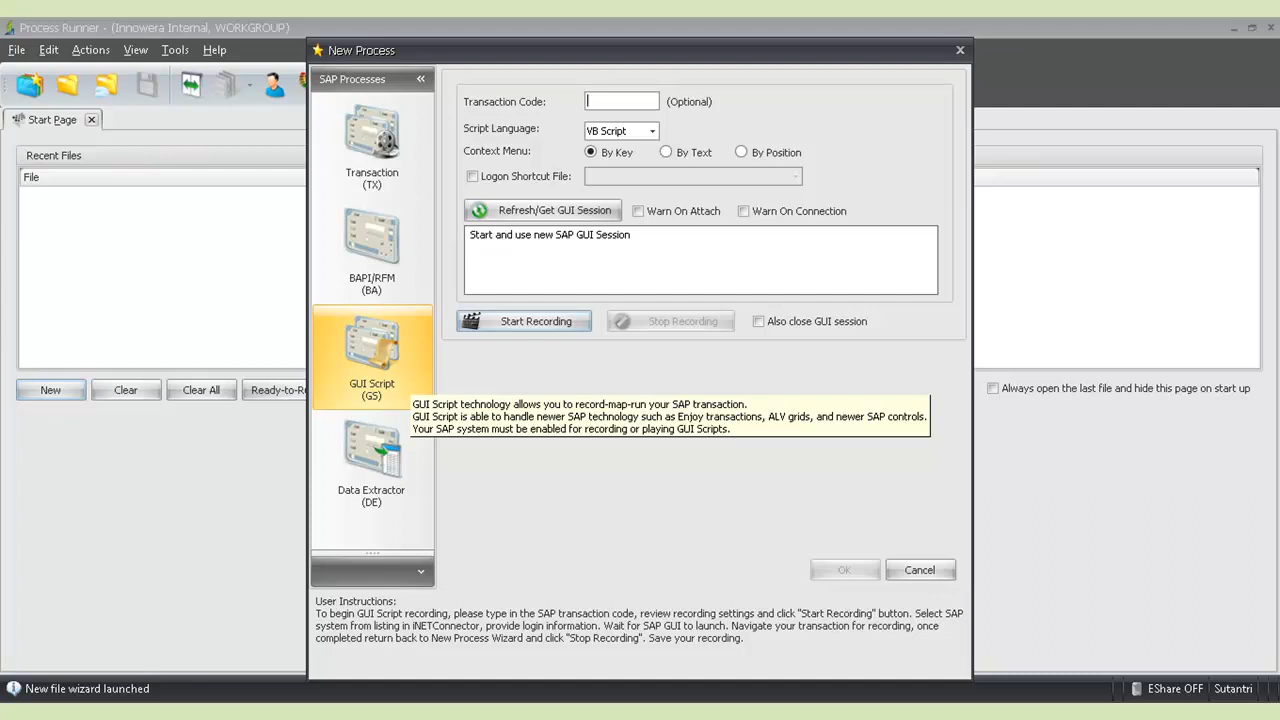 Process Runner - (Innowera Internal, WORKGROUP)
File Edit Actions View Tools Help
Start Page
Recent Files
File
New Clear Clear All
Always open the last file and hide this page on start up
New Process
SAP Processes
Transaction
(TX)
BAPI/RFM
(BA)
GUI Script
(GS)
Data Extractor
(DE)
Transaction Code: (Optional)
Script Language: VB Script
Context Menu: By Key By Text By Position
Logon Shortcut File:
Refresh/Get GUI Session Warn On Attach Warn On Connection
Start and use new SAP GUI Session
Start Recording Stop Recording Also close GUI session
GUI Script technology allows you to record-map-run your SAP transaction.
GUI Script is able to handle newer SAP technology such as Enjoy transactions, ALV grids, and newer SAP controls.
Your SAP system must be enabled for recording or playing GUI Scripts.
OK Cancel
User Instructions:
To begin GUI Script recording, please type in the SAP transaction code, review recording settings and click "Start Recording" button. Select SAP
system from listing in iNETConnector, provide login information. Wait for SAP GUI to launch. Navigate your transaction for recording, once
completed return back to New Process Wizard and click "Stop Recording". Save your recording.
New file wizard launched EShare OFF Sutantri